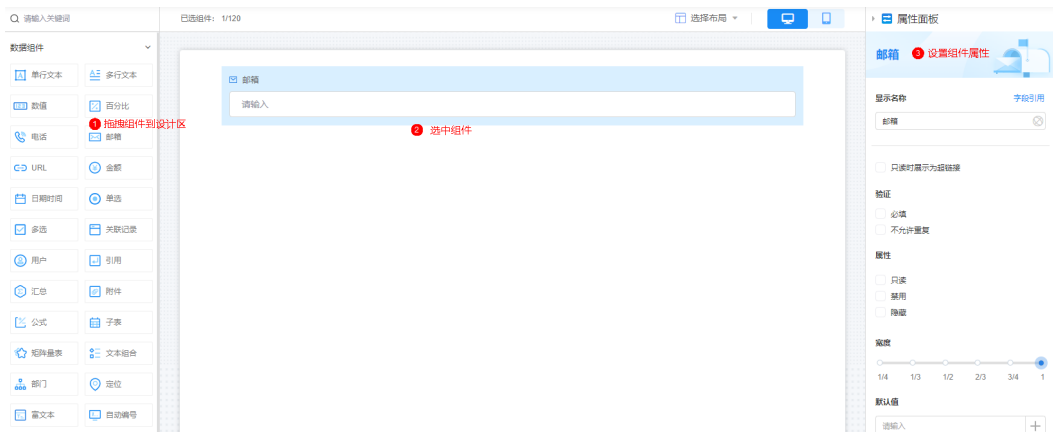 请输入关键词
已选组件: 1/120
选择布局
属性面板
数据组件
单行文本
多行文本
数值
百分比
1 拖拽组件到设计区
电话
邮箱
URL
金额
日期时间
单选
多选
关联记录
用户
引用
汇总
附件
公式
子表
矩阵量表
文本组合
部门
定位
富文本
自动编号
邮箱
请输入
2 选中组件
邮箱
3 设置组件属性
显示名称
字段引用
邮箱
只读时展示为超链接
验证
必填
不允许重复
属性
只读
禁用
隐藏
宽度
1/4 1/3 1/2 2/3 3/4 1
默认值
请输入